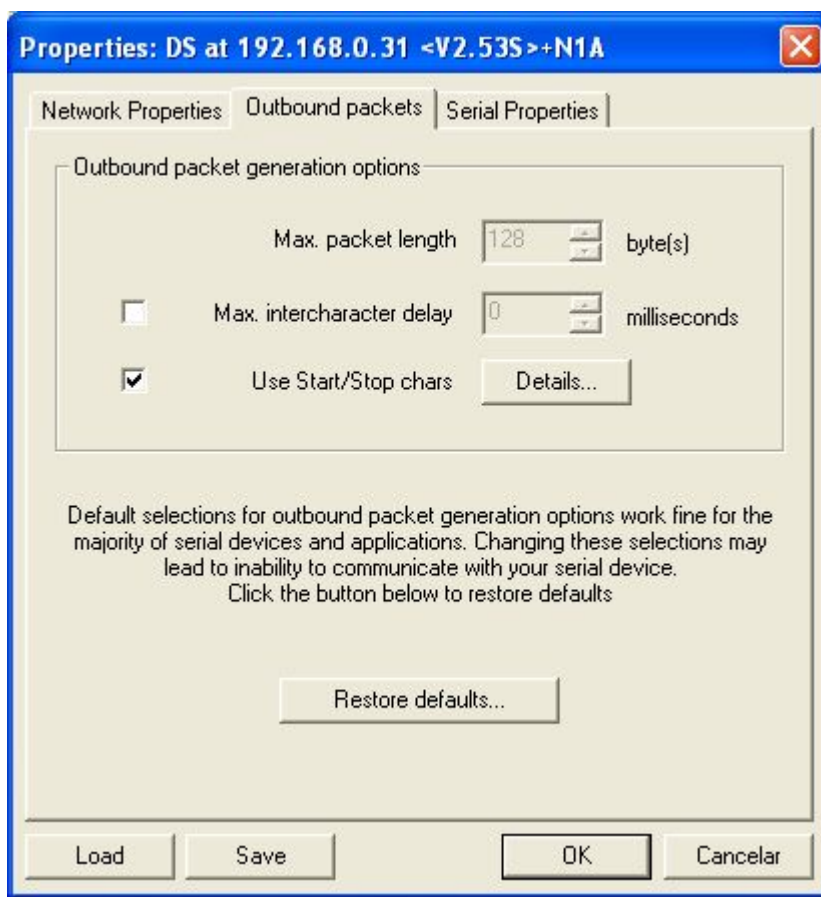 Properties: DS at 192.168.0.31 <V2.53S>+N1A
Network Properties Outbound packets Serial Properties
Outbound packet generation options
Max. packet length 128 byte(s)
Max. intercharacter delay 0 milliseconds
Use Start/Stop chars Details...
Default selections for outbound packet generation options work fine for the
majority of serial devices and applications. Changing these selections may
lead to inability to communicate with your serial device.
Click the button below to restore defaults
Restore defaults...
Load Save OK Cancelar